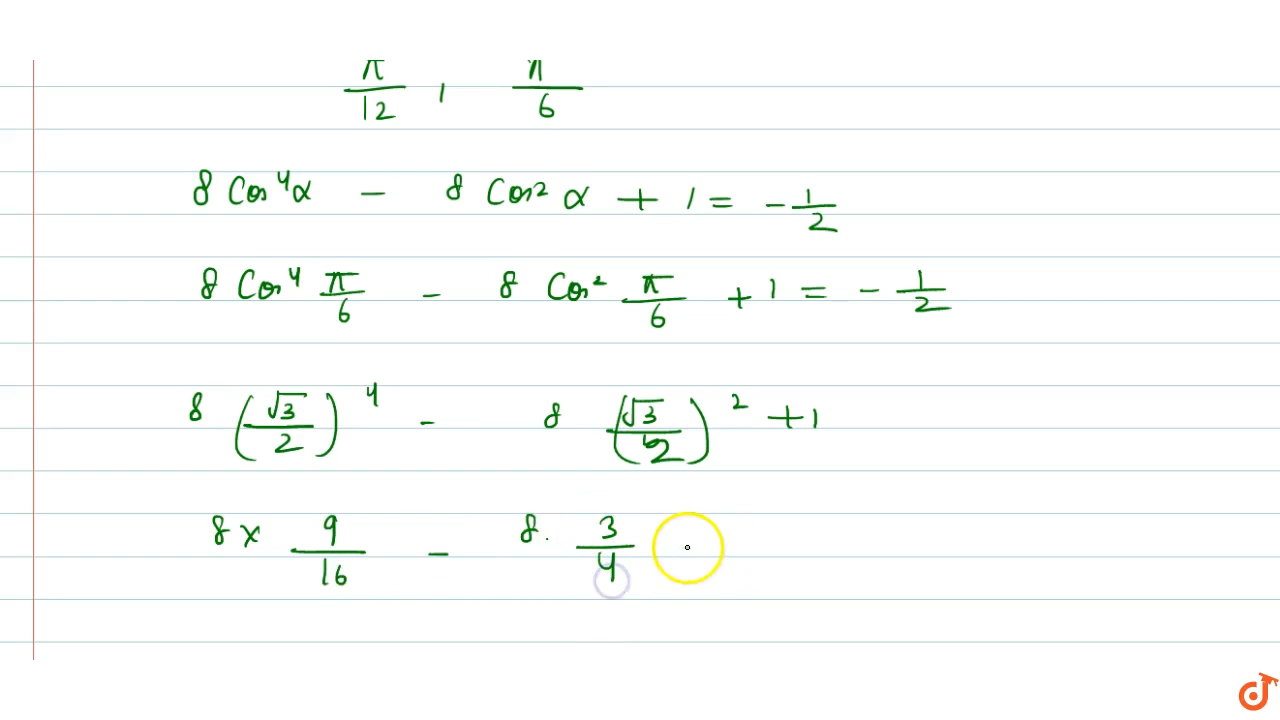 π/12 , π/6
8 Cos⁴α - 8 Cos² α + 1 = - 1/2
8 Cos⁴ π/6 - 8 Cos² π/6 + 1 = - 1/2
8 (√3/2)⁴ - 8 (√3/2)² + 1
8 x 9/16 - 8. 3/4